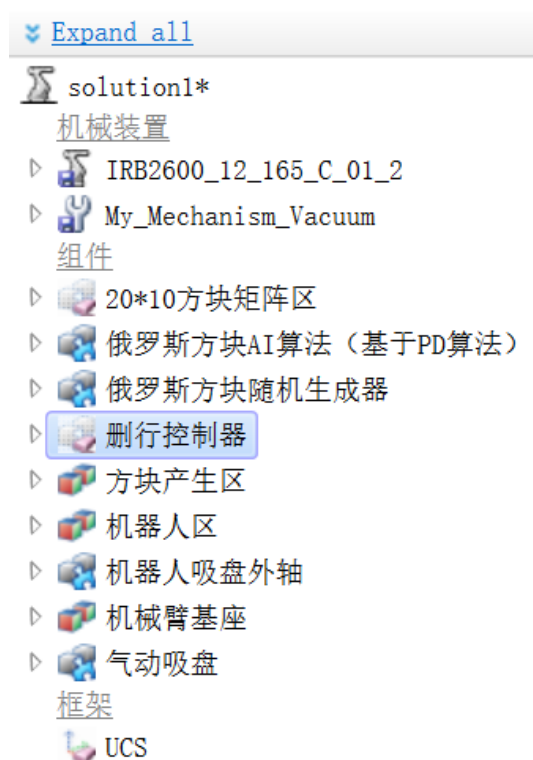 Expand all
solution1*
机械装置
IRB2600_12_165_C_01_2
My_Mechanism_Vacuum
组件
20*10方块矩阵区
俄罗斯方块AI算法（基于PD算法）
俄罗斯方块随机生成器
删行控制器
方块产生区
机器人区
机器人吸盘外轴
机械臂基座
气动吸盘
框架
UCS